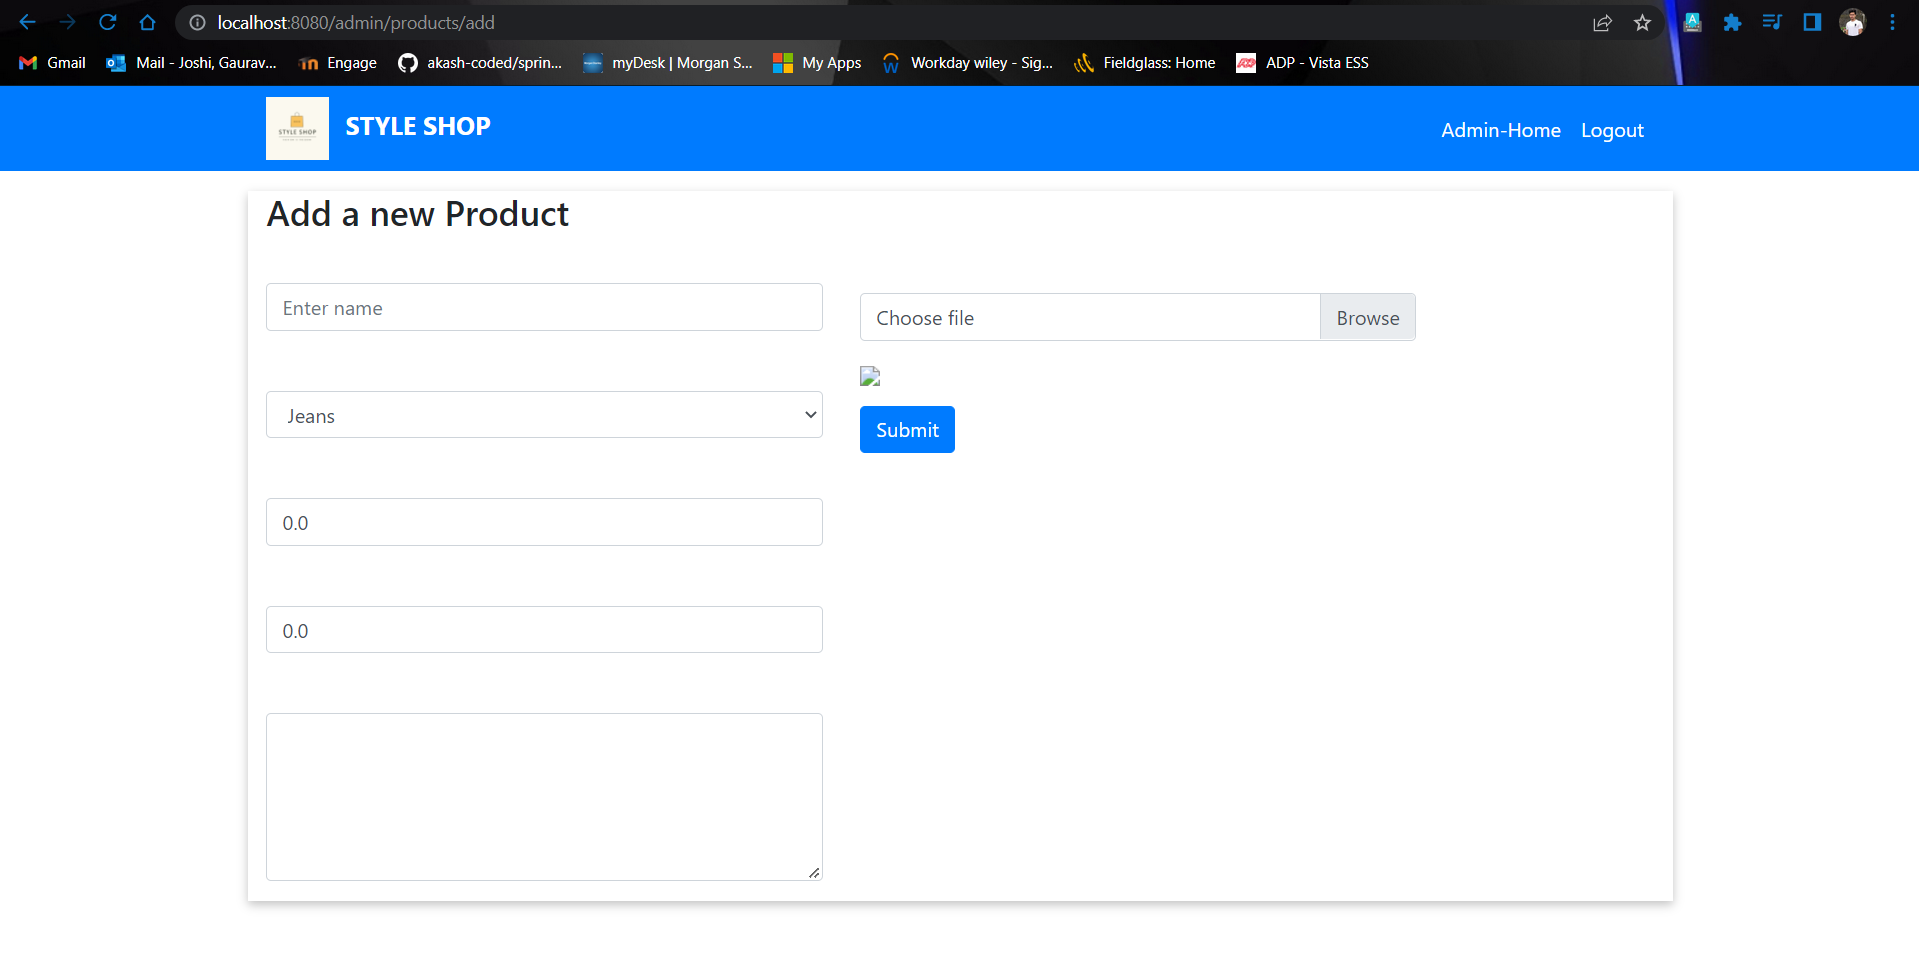 localhost:8080/admin/products/add
Gmail
Mail - Joshi, Gaurav...
Engage
akash-coded/sprin...
myDesk | Morgan S...
My Apps
Workday wiley - Sig...
Fieldglass: Home
ADP - Vista ESS
STYLE SHOP
STYLE SHOP
Admin-Home
Logout
Add a new Product
Enter name
Choose file
Browse
Jeans
Submit
0.0
0.0